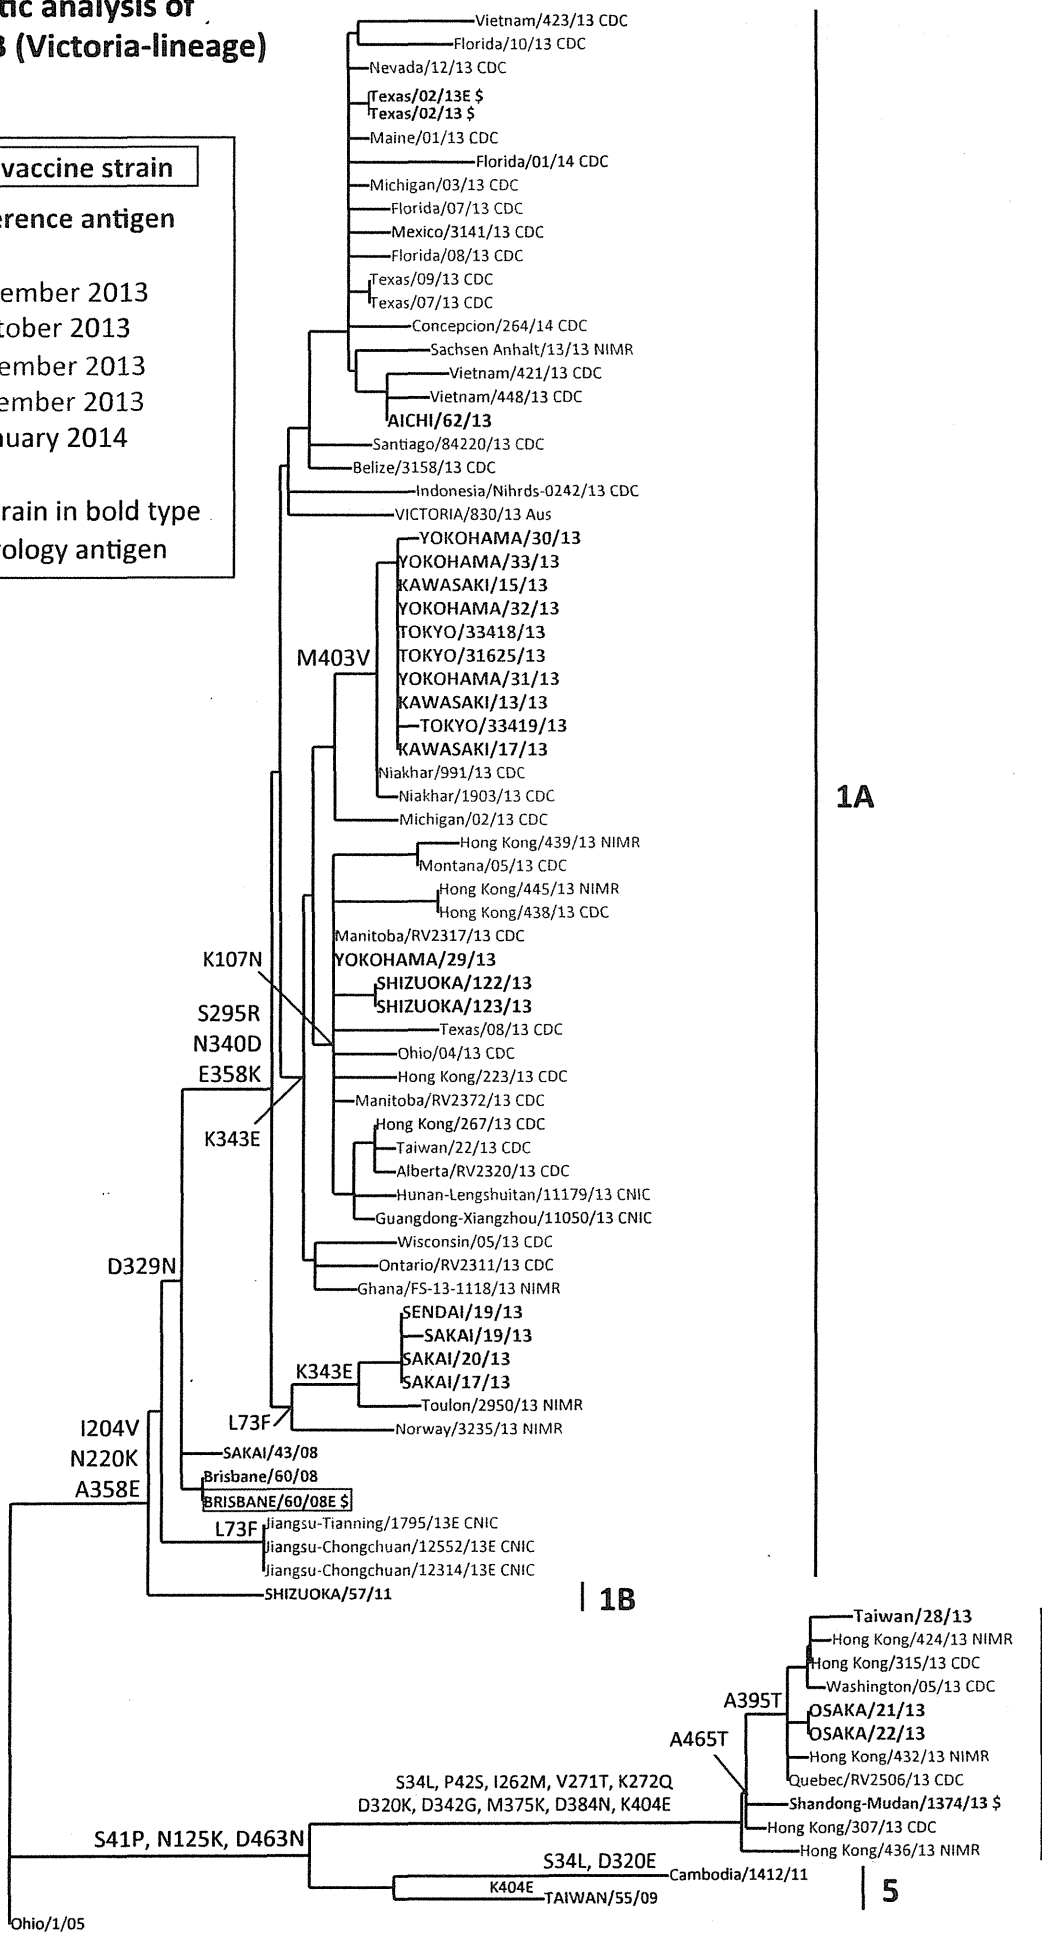 tic analysis of
B (Victoria-lineage)
vaccine strain
erence antigen
ember 2013
tober 2013
ember 2013
ember 2013
nuary 2014
rain in bold type
rology antigen
Vietnam/423/13 CDC
Florida/10/13 CDC
Nevada/12/13 CDC
Texas/02/13E $
Texas/02/13 $
Maine/01/13 CDC
Florida/01/14 CDC
Michigan/03/13 CDC
Florida/07/13 CDC
Mexico/3141/13 CDC
Florida/08/13 CDC
Texas/09/13 CDC
Texas/07/13 CDC
Concepcion/264/14 CDC
Sachsen Anhalt/13/13 NIMR
Vietnam/421/13 CDC
Vietnam/448/13 CDC
AICHI/62/13
Santiago/84220/13 CDC
Belize/3158/13 CDC
Indonesia/Nihrds-0242/13 CDC
VICTORIA/830/13 Aus
YOKOHAMA/30/13
YOKOHAMA/33/13
KAWASAKI/15/13
YOKOHAMA/32/13
TOKYO/33418/13
M403V
TOKYO/31625/13
YOKOHAMA/31/13
KAWASAKI/13/13
TOKYO/33419/13
KAWASAKI/17/13
Niakhar/991/13 CDC
Niakhar/1903/13 CDC
1A
Michigan/02/13 CDC
Hong Kong/439/13 NIMR
Montana/05/13 CDC
Hong Kong/445/13 NIMR
Hong Kong/438/13 CDC
Manitoba/RV2317/13 CDC
K107N
YOKOHAMA/29/13
SHIZUOKA/122/13
SHIZUOKA/123/13
S295R
Texas/08/13 CDC
N340D
Ohio/04/13 CDC
E358K
Hong Kong/223/13 CDC
Manitoba/RV2372/13 CDC
Hong Kong/267/13 CDC
K343E
Taiwan/22/13 CDC
Alberta/RV2320/13 CDC
Hunan-Lengshuitan/11179/13 CNIC
Guangdong-Xiangzhou/11050/13 CNIC
Wisconsin/05/13 CDC
D329N
Ontario/RV2311/13 CDC
Ghana/FS-13-1118/13 NIMR
SENDAI/19/13
SAKAI/19/13
SAKAI/20/13
K343E
SAKAI/17/13
Toulon/2950/13 NIMR
L73F
Norway/3235/13 NIMR
I204V
N220K
A358E
SAKAI/43/08
Brisbane/60/08
BRISBANE/60/08E $
L73F
Jiangsu-Tianning/1795/13E CNIC
Jiangsu-Chongchuan/12552/13E CNIC
Jiangsu-Chongchuan/12314/13E CNIC
SHIZUOKA/57/11
1B
Taiwan/28/13
Hong Kong/424/13 NIMR
Hong Kong/315/13 CDC
Washington/05/13 CDC
A395T
OSAKA/21/13
OSAKA/22/13
A465T
Hong Kong/432/13 NIMR
Quebec/RV2506/13 CDC
S34L, P42S, I262M, V271T, K272Q
D320K, D342G, M375K, D384N, K404E
Shandong-Mudan/1374/13 $
Hong Kong/307/13 CDC
S41P, N125K, D463N
Hong Kong/436/13 NIMR
S34L, D320E
Cambodia/1412/11
K404E
TAIWAN/55/09
5
Ohio/1/05